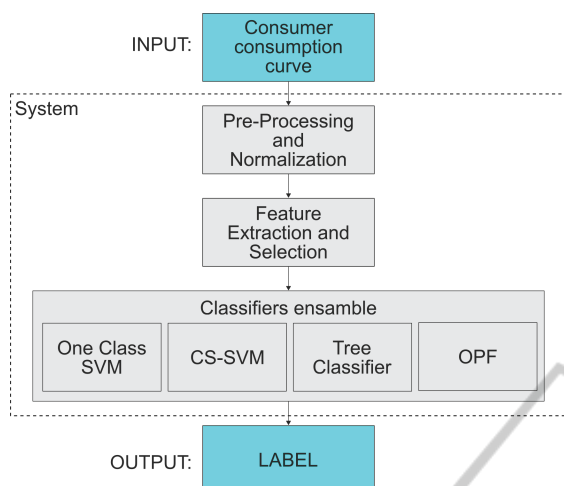 INPUT:
Consumer
consumption
curve
System
Pre-Processing
and
Normalization
Feature
Extraction and
Selection
Classifiers ensamble
One Class
SVM
CS-SVM
Tree
Classifier
OPF
OUTPUT:
LABEL